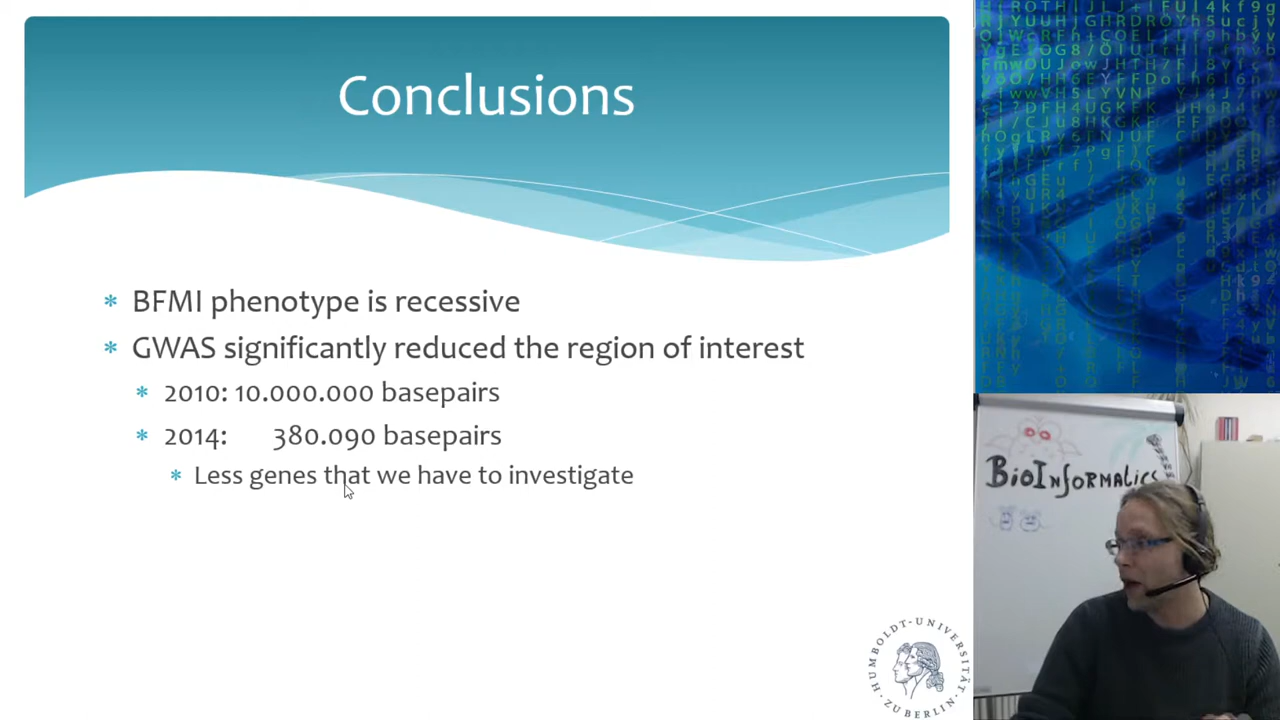 Conclusions
BFMI phenotype is recessive
GWAS significantly reduced the region of interest
2010: 10.000.000 basepairs
2014: 380.090 basepairs
Less genes that we have to investigate
BioInformatics
HUMBOLDT-UNIVERSITÄT
ZU BERLIN